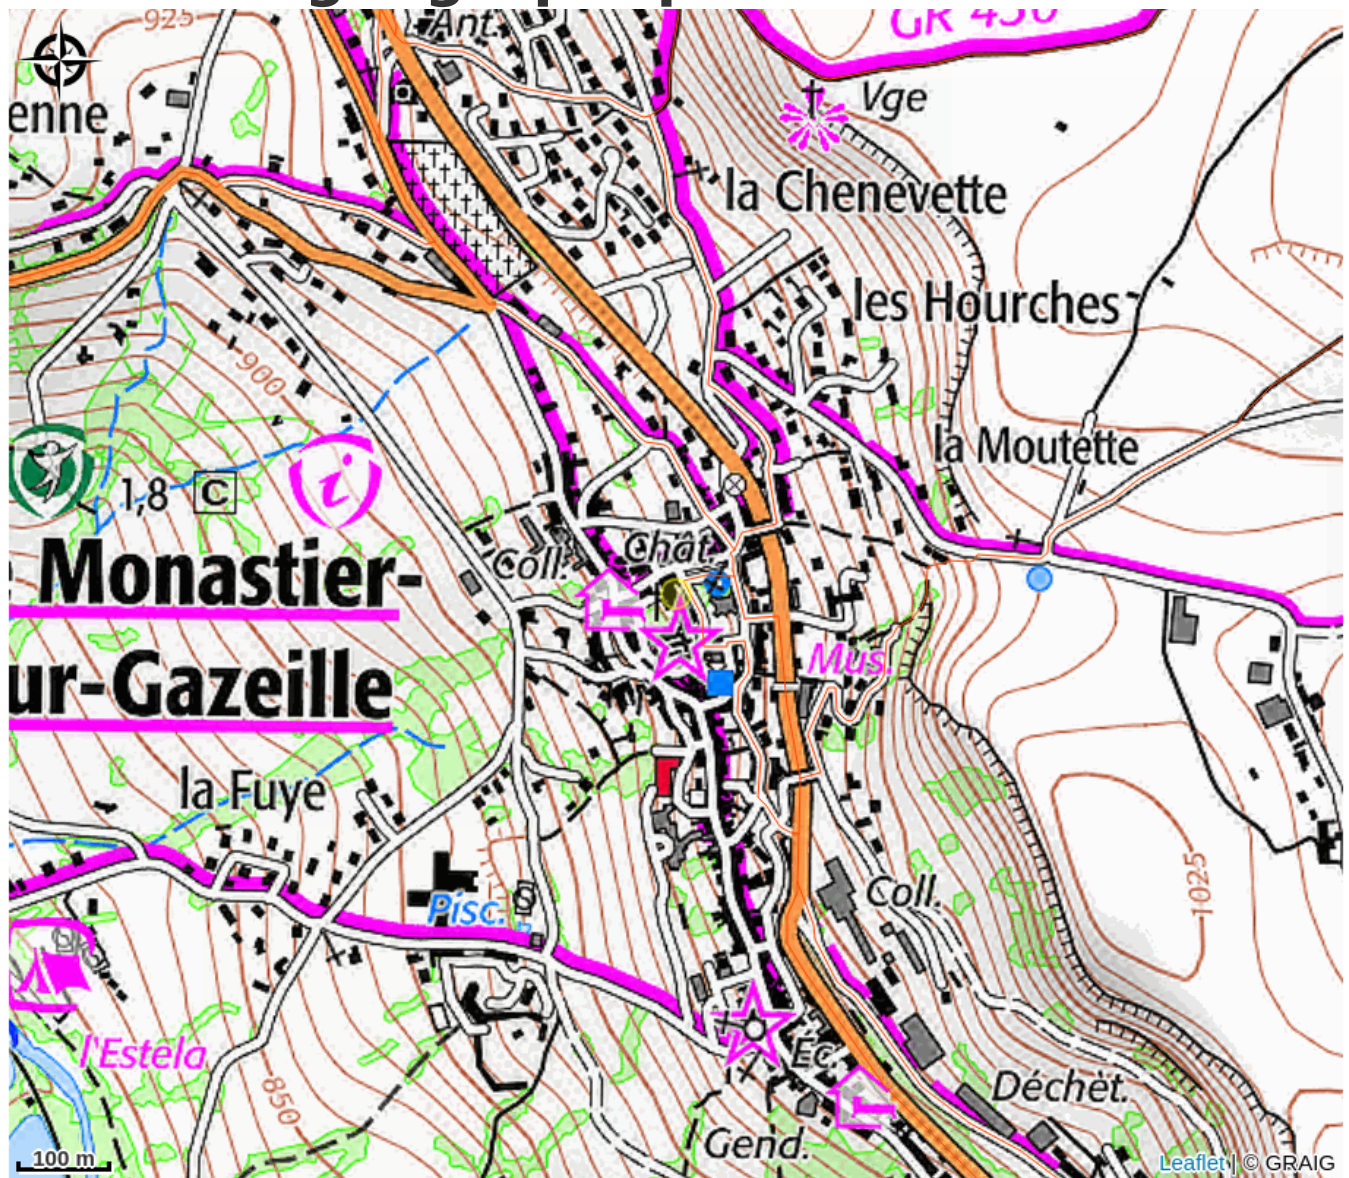 925
Ant.
GR 430
Vge
enne
la Chenevette
les Hourches
900
la Moutette
1,8 C
Coll.
Chât.
Monastier-
ur-Gazeille
Mus.
la Fuye
1025
Coll.
Pisc.
l'Estela
850
Éc.
Déchèt.
Gend.
100 m
Leaflet | © GRAIG